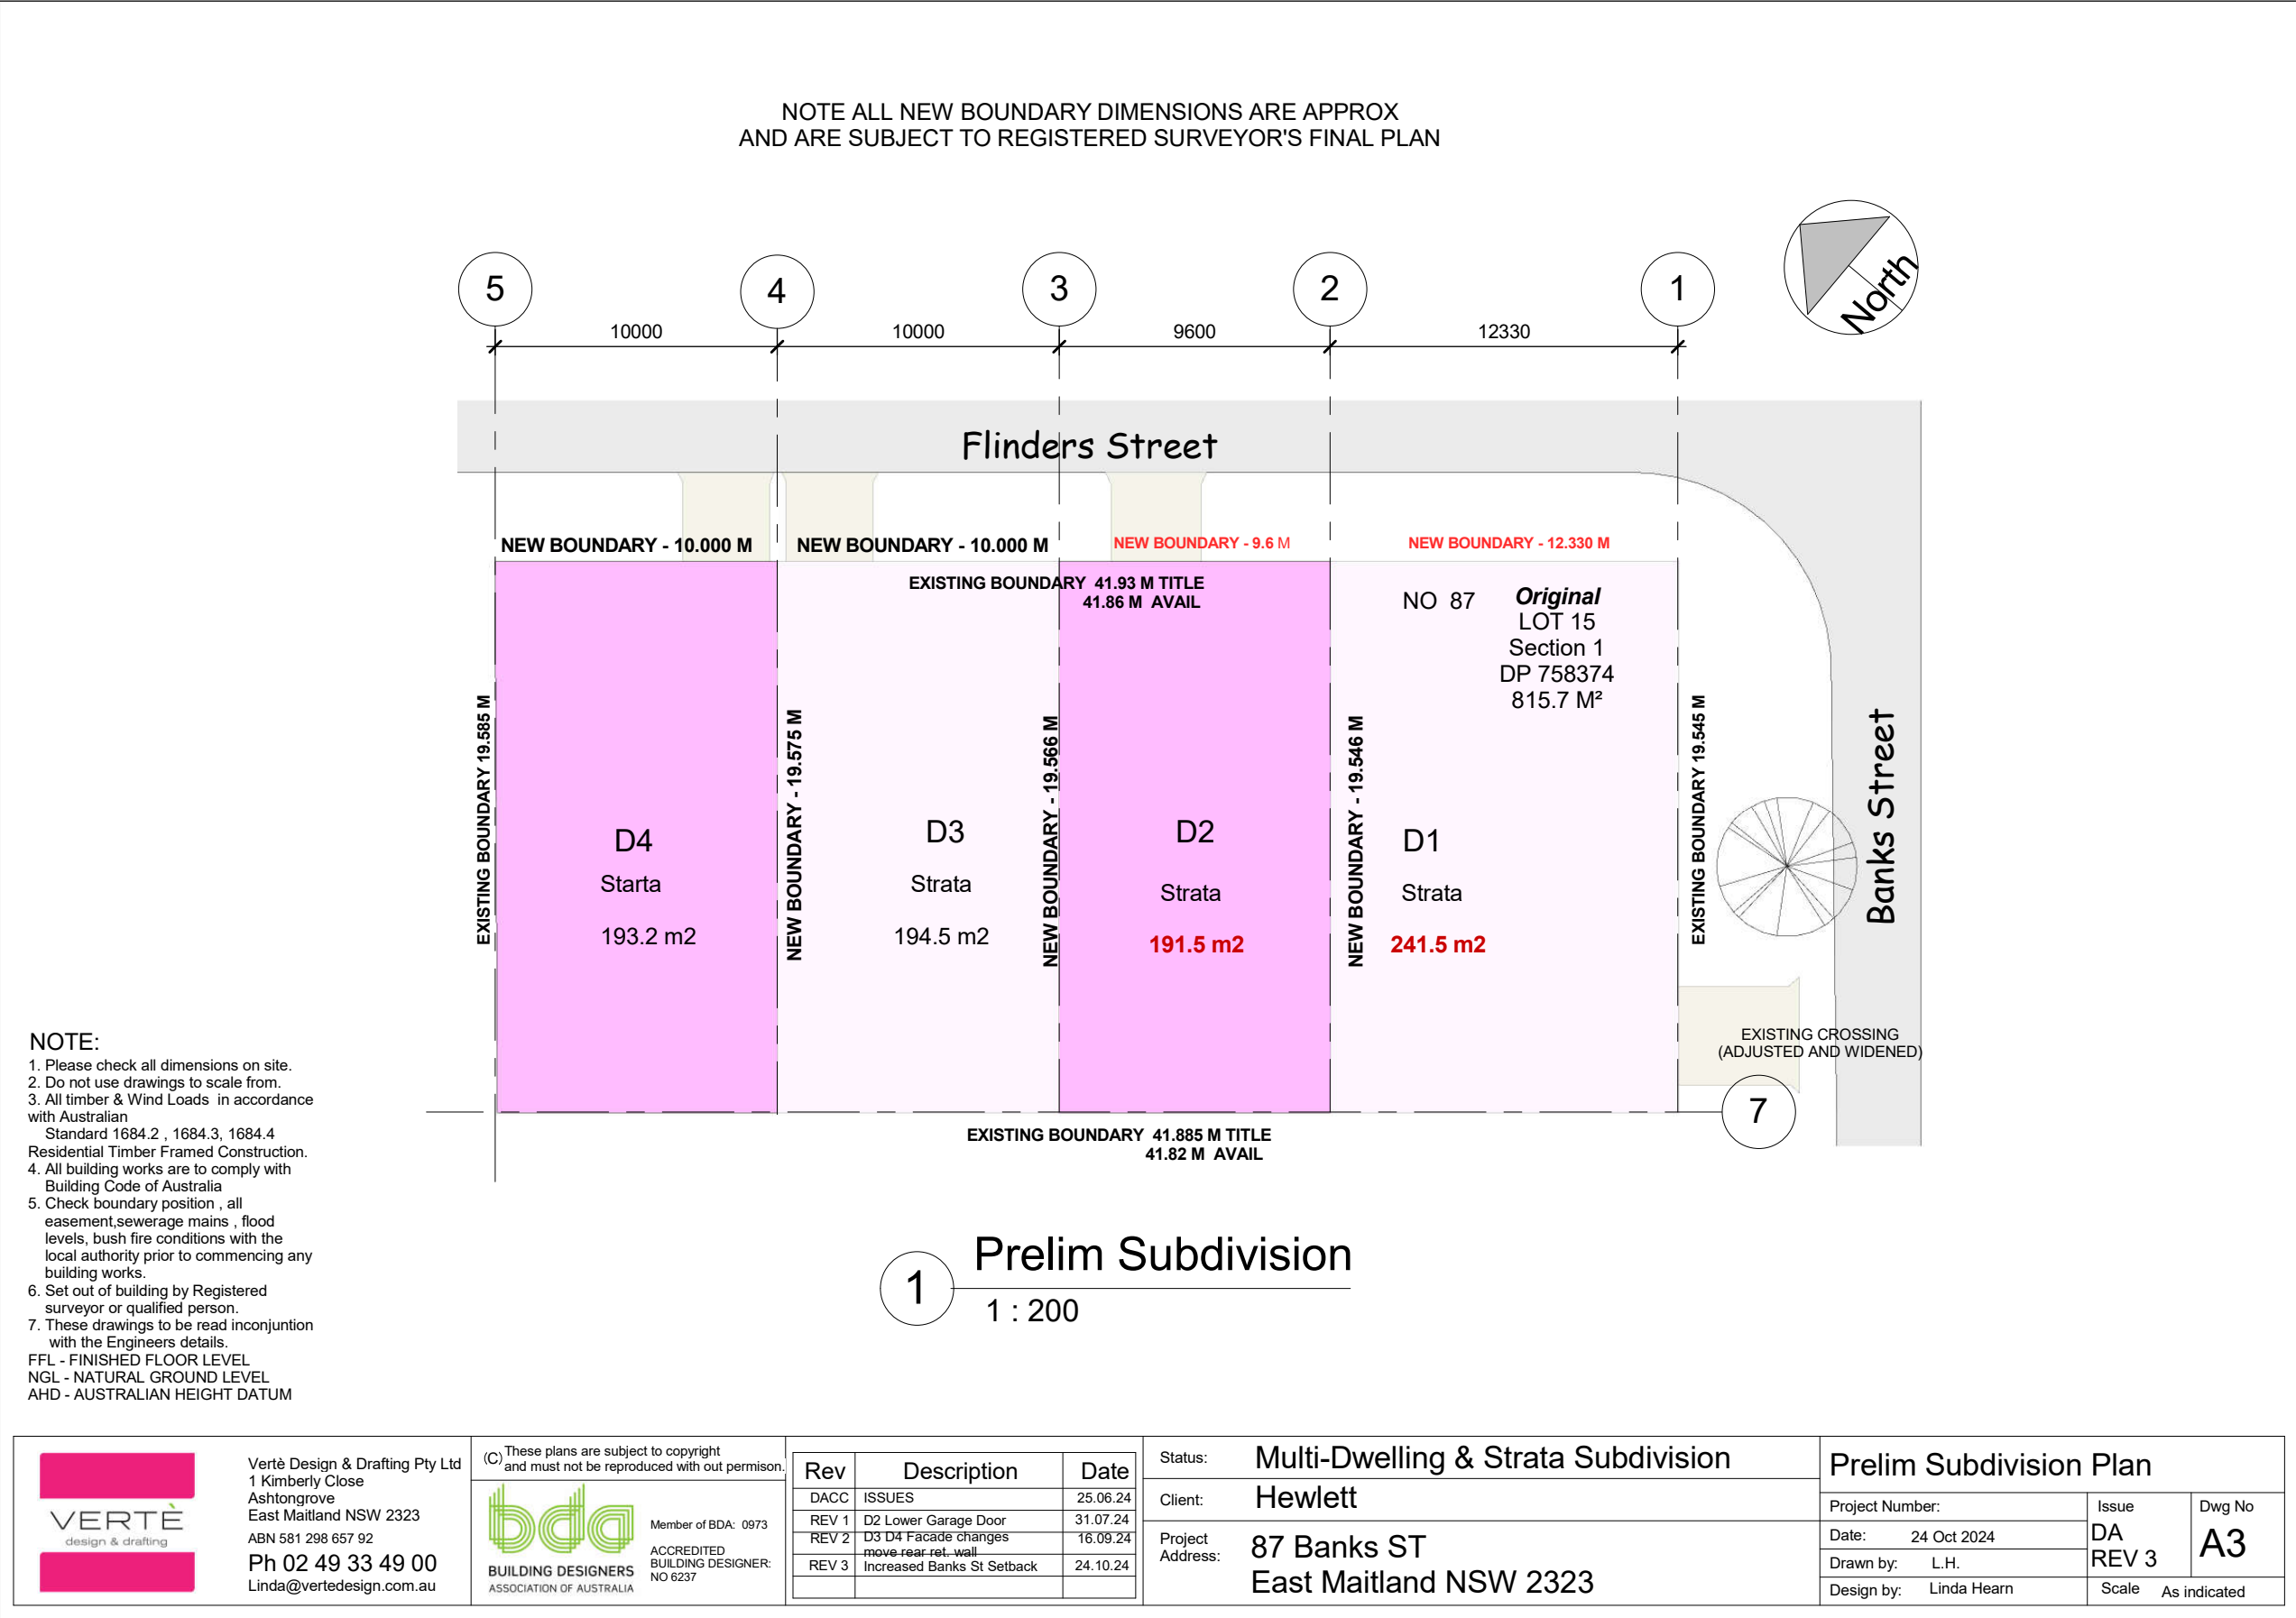 NOTE ALL NEW BOUNDARY DIMENSIONS ARE APPROX
AND ARE SUBJECT TO REGISTERED SURVEYOR'S FINAL PLAN
North
5
4
3
2
1
10000
10000
9600
12330
Flinders Street
NEW BOUNDARY - 10.000 M
NEW BOUNDARY - 10.000 M
NEW BOUNDARY - 9.6 M
NEW BOUNDARY - 12.330 M
EXISTING BOUNDARY 41.93 M TITLE
41.86 M AVAIL
NO 87
Original
LOT 15
Section 1
DP 758374
815.7 M²
EXISTING BOUNDARY 19.585 M
NEW BOUNDARY - 19.575 M
NEW BOUNDARY - 19.566 M
NEW BOUNDARY - 19.546 M
EXISTING BOUNDARY 19.545 M
Banks Street
D4
Starta
193.2 m2
D3
Strata
194.5 m2
D2
Strata
191.5 m2
D1
Strata
241.5 m2
EXISTING CROSSING
(ADJUSTED AND WIDENED)
7
EXISTING BOUNDARY 41.885 M TITLE
41.82 M AVAIL
1
Prelim Subdivision
1 : 200
NOTE:
1. Please check all dimensions on site.
2. Do not use drawings to scale from.
3. All timber & Wind Loads in accordance
with Australian
Standard 1684.2 , 1684.3, 1684.4
Residential Timber Framed Construction.
4. All building works are to comply with
Building Code of Australia
5. Check boundary position , all
easement,sewerage mains , flood
levels, bush fire conditions with the
local authority prior to commencing any
building works.
6. Set out of building by Registered
surveyor or qualified person.
7. These drawings to be read inconjuntion
with the Engineers details.
FFL - FINISHED FLOOR LEVEL
NGL - NATURAL GROUND LEVEL
AHD - AUSTRALIAN HEIGHT DATUM
VERTÈ
design & drafting
Vertè Design & Drafting Pty Ltd
1 Kimberly Close
Ashtongrove
East Maitland NSW 2323
ABN 581 298 657 92
Ph 02 49 33 49 00
Linda@vertedesign.com.au
(C) These plans are subject to copyright
and must not be reproduced with out permison.
bda
BUILDING DESIGNERS
ASSOCIATION OF AUSTRALIA
Member of BDA: 0973
ACCREDITED
BUILDING DESIGNER:
NO 6237
Rev Description Date
DACC ISSUES 25.06.24
REV 1 D2 Lower Garage Door 31.07.24
REV 2 D3 D4 Facade changes 16.09.24
move rear ret. wall
REV 3 Increased Banks St Setback 24.10.24
Status: Multi-Dwelling & Strata Subdivision
Client: Hewlett
Project
Address:
87 Banks ST
East Maitland NSW 2323
Prelim Subdivision Plan
Project Number:
Date: 24 Oct 2024
Drawn by: L.H.
Design by: Linda Hearn
Issue
DA
REV 3
Dwg No
A3
Scale As indicated